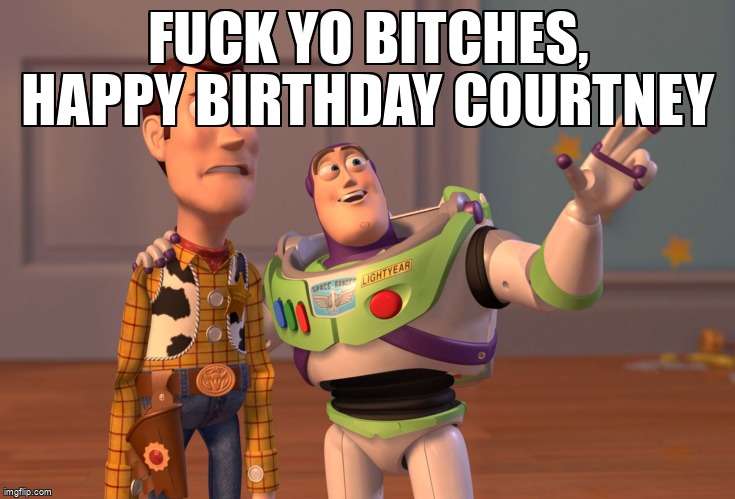 FUCK YO BITCHES,
HAPPY BIRTHDAY COURTNEY
SPACE RANGER
LIGHTYEAR
imgflip.com